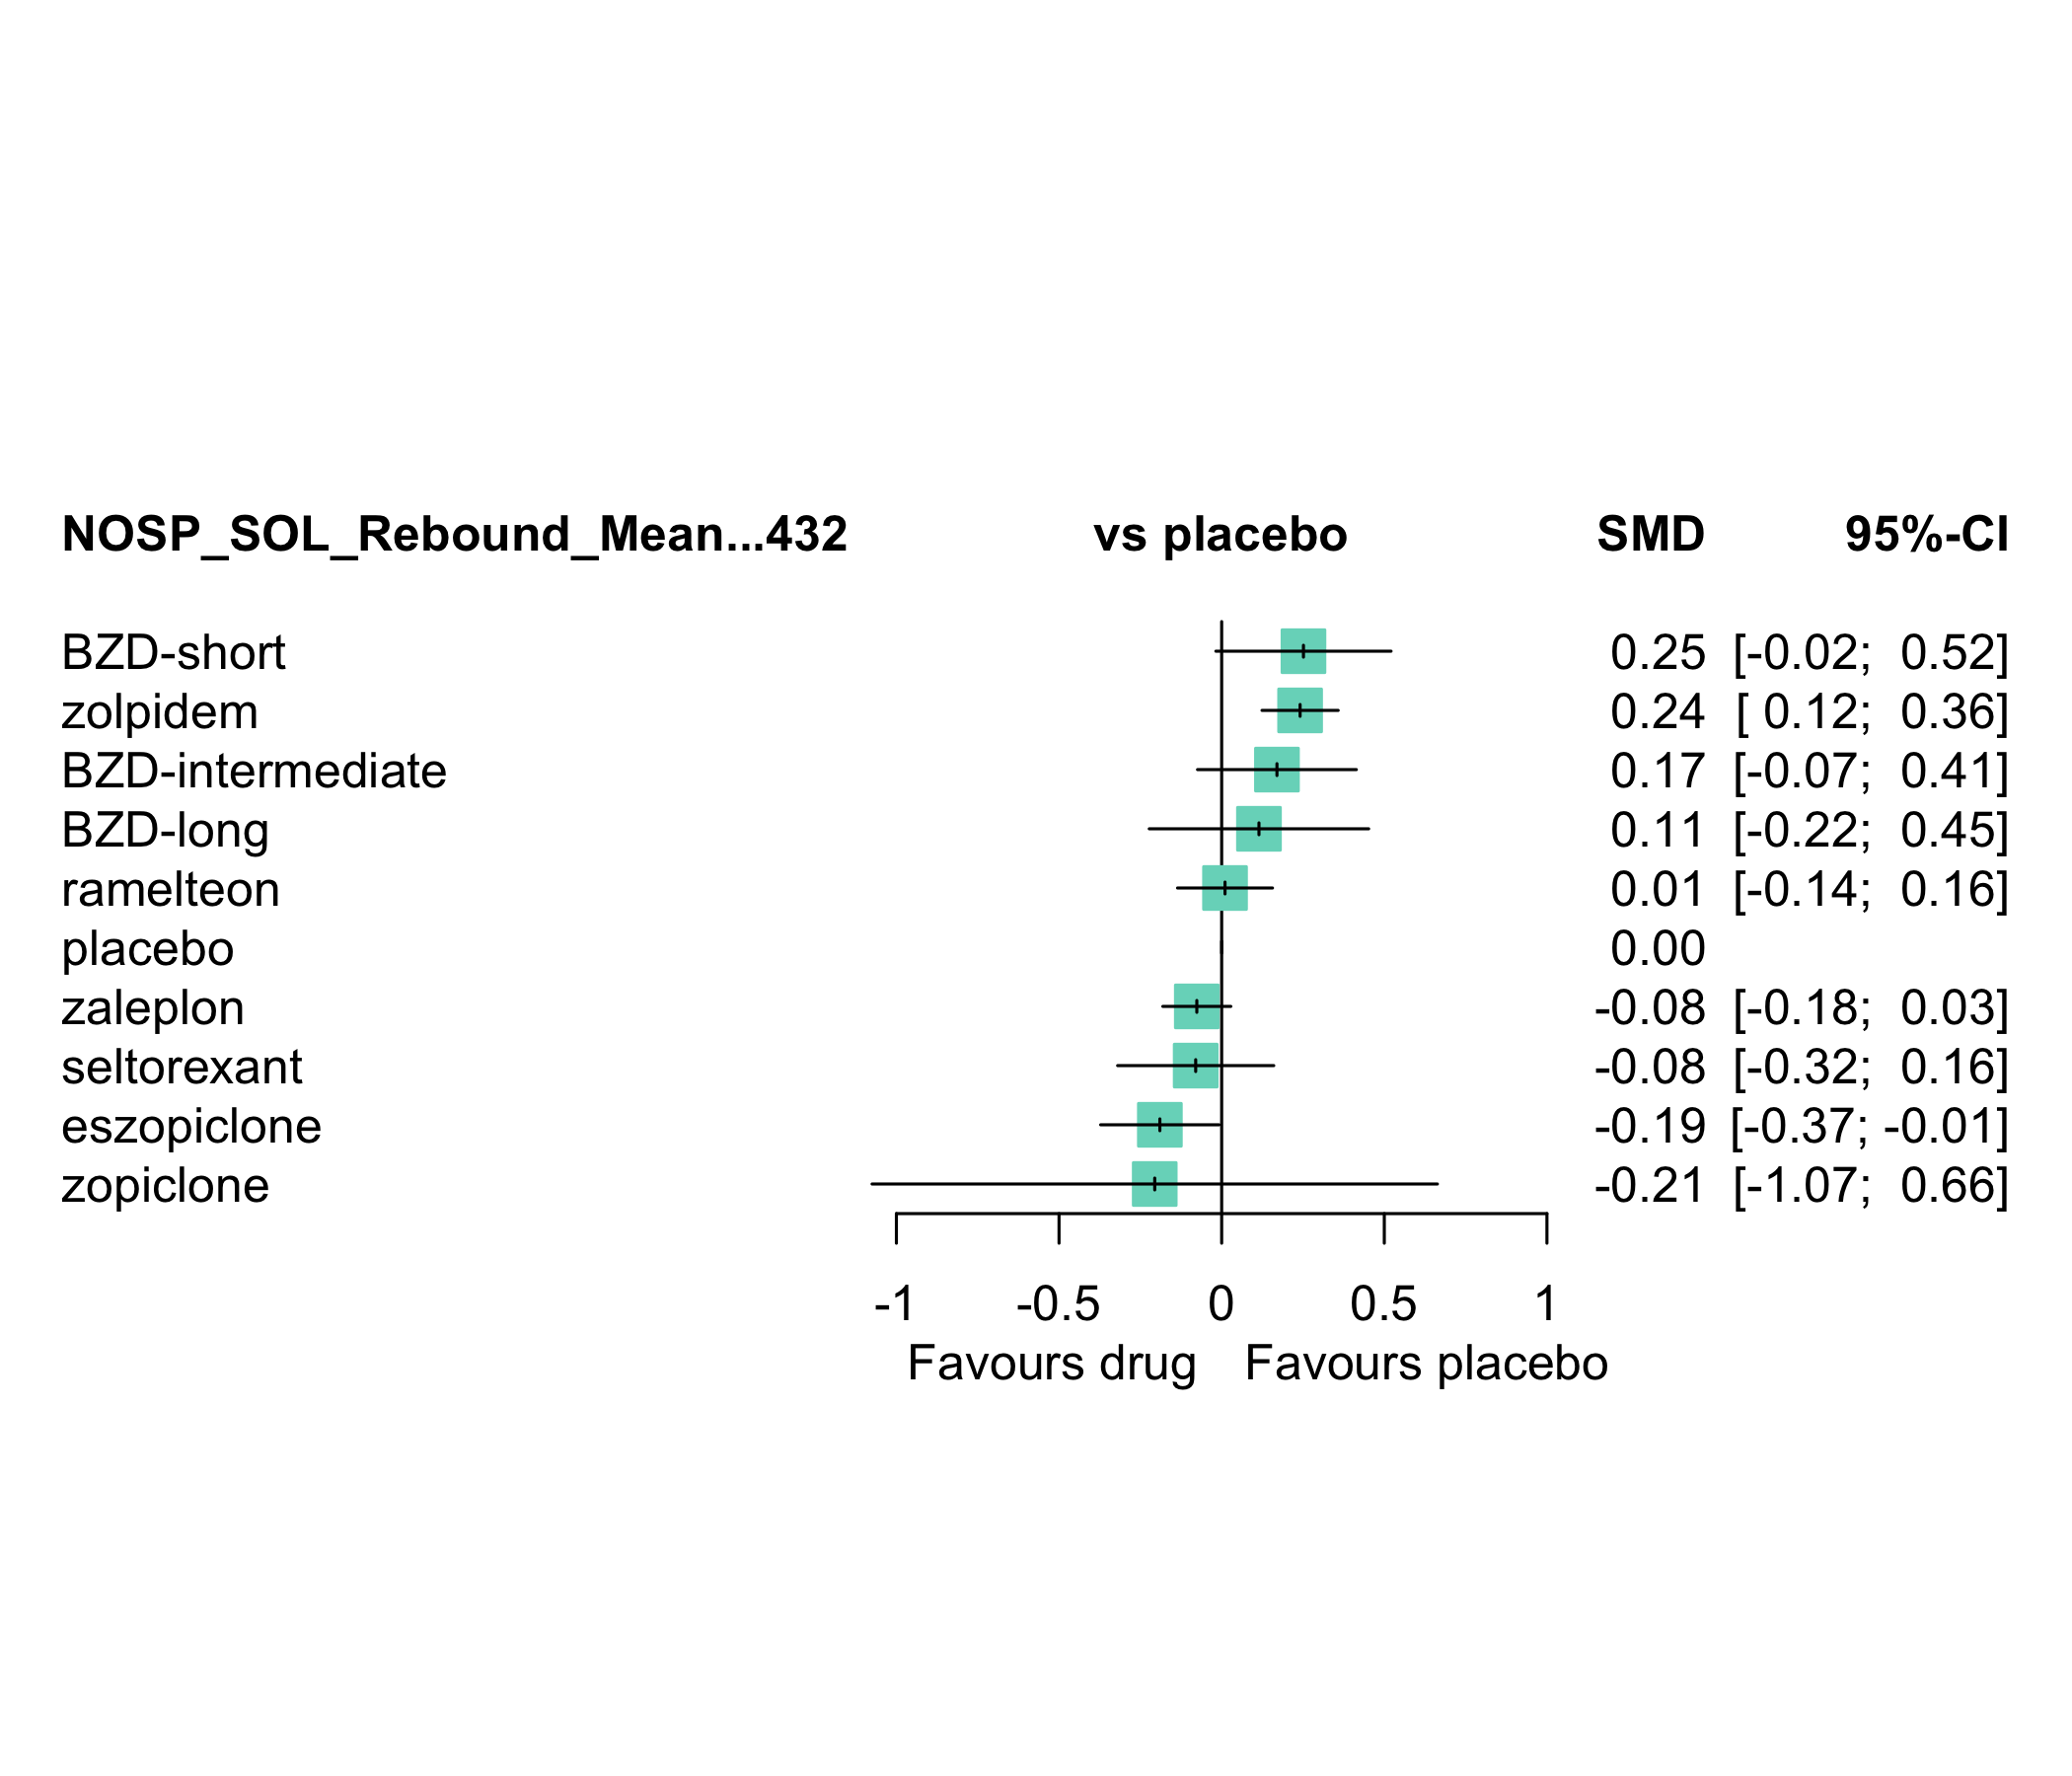 NOSP_SOL_Rebound_Mean...432 vs placebo SMD 95%-CI
BZD-short 0.25 [-0.02; 0.52]
zolpidem 0.24 [ 0.12; 0.36]
BZD-intermediate 0.17 [-0.07; 0.41]
BZD-long 0.11 [-0.22; 0.45]
ramelteon 0.01 [-0.14; 0.16]
placebo 0.00
zaleplon -0.08 [-0.18; 0.03]
seltorexant -0.08 [-0.32; 0.16]
eszopiclone -0.19 [-0.37; -0.01]
zopiclone -0.21 [-1.07; 0.66]
-1 -0.5 0 0.5 1
Favours drug Favours placebo